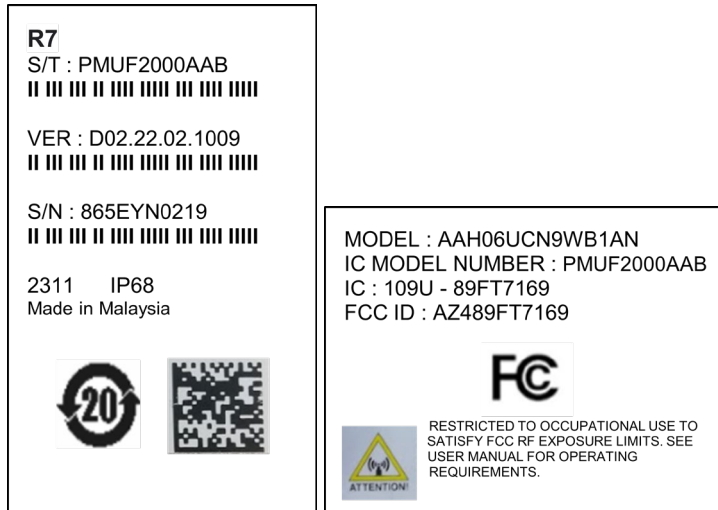 R7
S/T : PMUF2000AAB
VER : D02.22.02.1009
S/N : 865EYN0219
2311 IP68
Made in Malaysia
20
MODEL : AAH06UCN9WB1AN
IC MODEL NUMBER : PMUF2000AAB
IC : 109U - 89FT7169
FCC ID : AZ489FT7169
FC
RESTRICTED TO OCCUPATIONAL USE TO
SATISFY FCC RF EXPOSURE LIMITS. SEE
USER MANUAL FOR OPERATING
REQUIREMENTS.
ATTENTION!